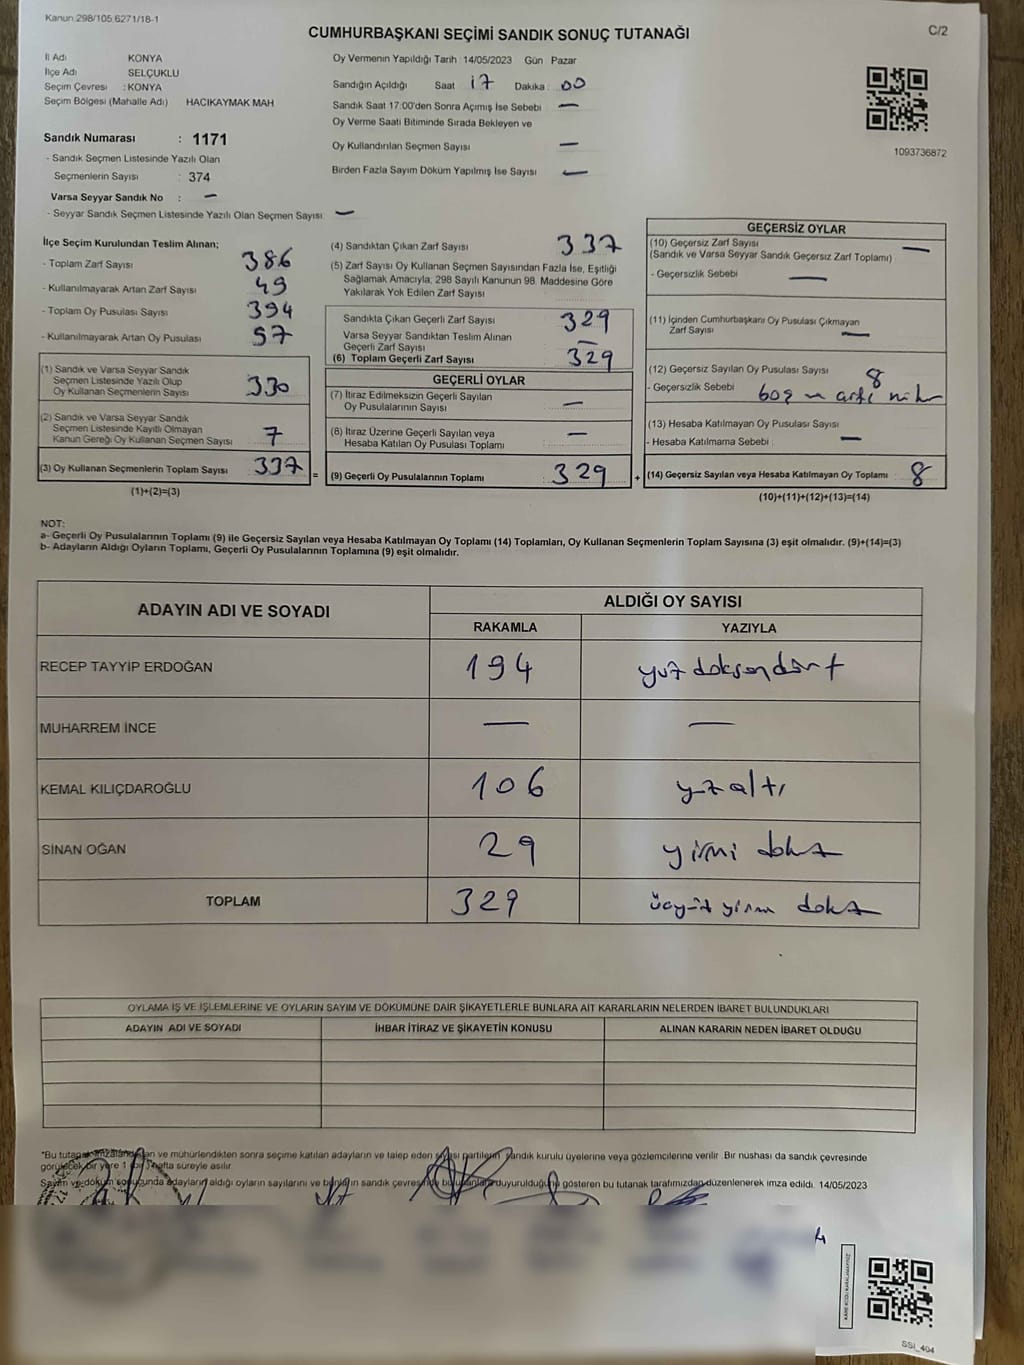 Kanun 298/105 6271/18-1
CUMHURBAŞKANI SEÇİMİ SANDIK SONUÇ TUTANAĞI
C/2
İl Adı KONYA
İlçe Adı SELÇUKLU
Seçim Çevresi : KONYA
Seçim Bölgesi (Mahalle Adı) HACIKAYMAK MAH
Oy Vermenin Yapıldığı Tarih 14/05/2023 Gün Pazar
Sandığın Açıldığı Saat 17 Dakika : 00
Sandık Saat 17:00'den Sonra Açımış İse Sebebi —
Oy Verme Saati Bitiminde Sırada Bekleyen ve
Oy Kullandırılan Seçmen Sayısı —
Birden Fazla Sayım Döküm Yapılmış İse Sayısı —
1093736872
Sandık Numarası : 1171
- Sandık Seçmen Listesinde Yazılı Olan
Seçmenlerin Sayısı : 374
Varsa Seyyar Sandık No : —
- Seyyar Sandık Seçmen Listesinde Yazılı Olan Seçmen Sayısı: —
İlçe Seçim Kurulundan Teslim Alınan;
- Toplam Zarf Sayısı 386
- Kullanılmayarak Artan Zarf Sayısı 49
- Toplam Oy Pusulası Sayısı 394
- Kullanılmayarak Artan Oy Pusulası 57
(1) Sandık ve Varsa Seyyar Sandık
Seçmen Listesinde Yazılı Olup
Oy Kullanan Seçmenlerin Sayısı 330
(2) Sandık ve Varsa Seyyar Sandık
Seçmen Listesinde Kayıtlı Olmayan
Kanun Gereği Oy Kullanan Seçmen Sayısı 7
(3) Oy Kullanan Seçmenlerin Toplam Sayısı 337 =
(1)+(2)=(3)
(4) Sandıktan Çıkan Zarf Sayısı 337
(5) Zarf Sayısı Oy Kullanan Seçmen Sayısından Fazla İse, Eşitliği
Sağlamak Amacıyla, 298 Sayılı Kanunun 98. Maddesine Göre
Yakılarak Yok Edilen Zarf Sayısı
Sandıkta Çıkan Geçerli Zarf Sayısı 329
Varsa Seyyar Sandıktan Teslim Alınan
Geçerli Zarf Sayısı —
(6) Toplam Geçerli Zarf Sayısı 329
GEÇERLİ OYLAR
(7) İtiraz Edilmeksizin Geçerli Sayılan
Oy Pusulalarının Sayısı —
(8) İtiraz Üzerine Geçerli Sayılan veya
Hesaba Katılan Oy Pusulası Toplamı —
(9) Geçerli Oy Pusulalarının Toplamı 329 +
GEÇERSİZ OYLAR
(10) Geçersiz Zarf Sayısı —
(Sandık ve Varsa Seyyar Sandık Geçersiz Zarf Toplamı)
- Geçersizlik Sebebi —
(11) İçinden Cumhurbaşkanı Oy Pusulası Çıkmayan
Zarf Sayısı —
(12) Geçersiz Sayılan Oy Pusulası Sayısı 8
- Geçersizlik Sebebi boş
(13) Hesaba Katılmayan Oy Pusulası Sayısı
- Hesaba Katılmama Sebebi : —
(14) Geçersiz Sayılan veya Hesaba Katılmayan Oy Toplamı 8
(10)+(11)+(12)+(13)=(14)
NOT:
a- Geçerli Oy Pusulalarının Toplamı (9) ile Geçersiz Sayılan veya Hesaba Katılmayan Oy Toplamı (14) Toplamları, Oy Kullanan Seçmenlerin Toplam Sayısına (3) eşit olmalıdır. (9)+(14)=(3)
b- Adayların Aldığı Oyların Toplamı, Geçerli Oy Pusulalarının Toplamına (9) eşit olmalıdır.
ADAYIN ADI VE SOYADI ALDIĞI OY SAYISI
RAKAMLA YAZIYLA
RECEP TAYYİP ERDOĞAN 194 yüz doksandört
MUHARREM İNCE — —
KEMAL KILIÇDAROĞLU 106 yüzaltı
SİNAN OĞAN 29 yirmi dokuz
TOPLAM 329 üçyüz yirmi dokuz
OYLAMA İŞ VE İŞLEMLERİNE VE OYLARIN SAYIM VE DÖKÜMÜNE DAİR ŞİKAYETLERLE BUNLARA AİT KARARLARIN NELERDEN İBARET BULUNDUKLARI
ADAYIN ADI VE SOYADI İHBAR İTİRAZ VE ŞİKAYETİN KONUSU ALINAN KARARIN NEDEN İBARET OLDUĞU
*Bu tutanak imzalandıktan ve mühürlendikten sonra seçime katılan adayların ve talep eden siyasi partilerin sandık kurulu üyelerine veya gözlemcilerine verilir. Bir nüshası da sandık çevresinde
görülecek bir yere 1 (bir) hafta süreyle asılır.
Sayım ve döküm sonucunda adayların aldığı oyların sayılarını ve bunların sandık çevresinde bulunanlara duyurulduğunu gösteren bu tutanak tarafımızdan düzenlenerek imza edildi. 14/05/2023
KARE KODU KARALAMAYINIZ
SSİ_404